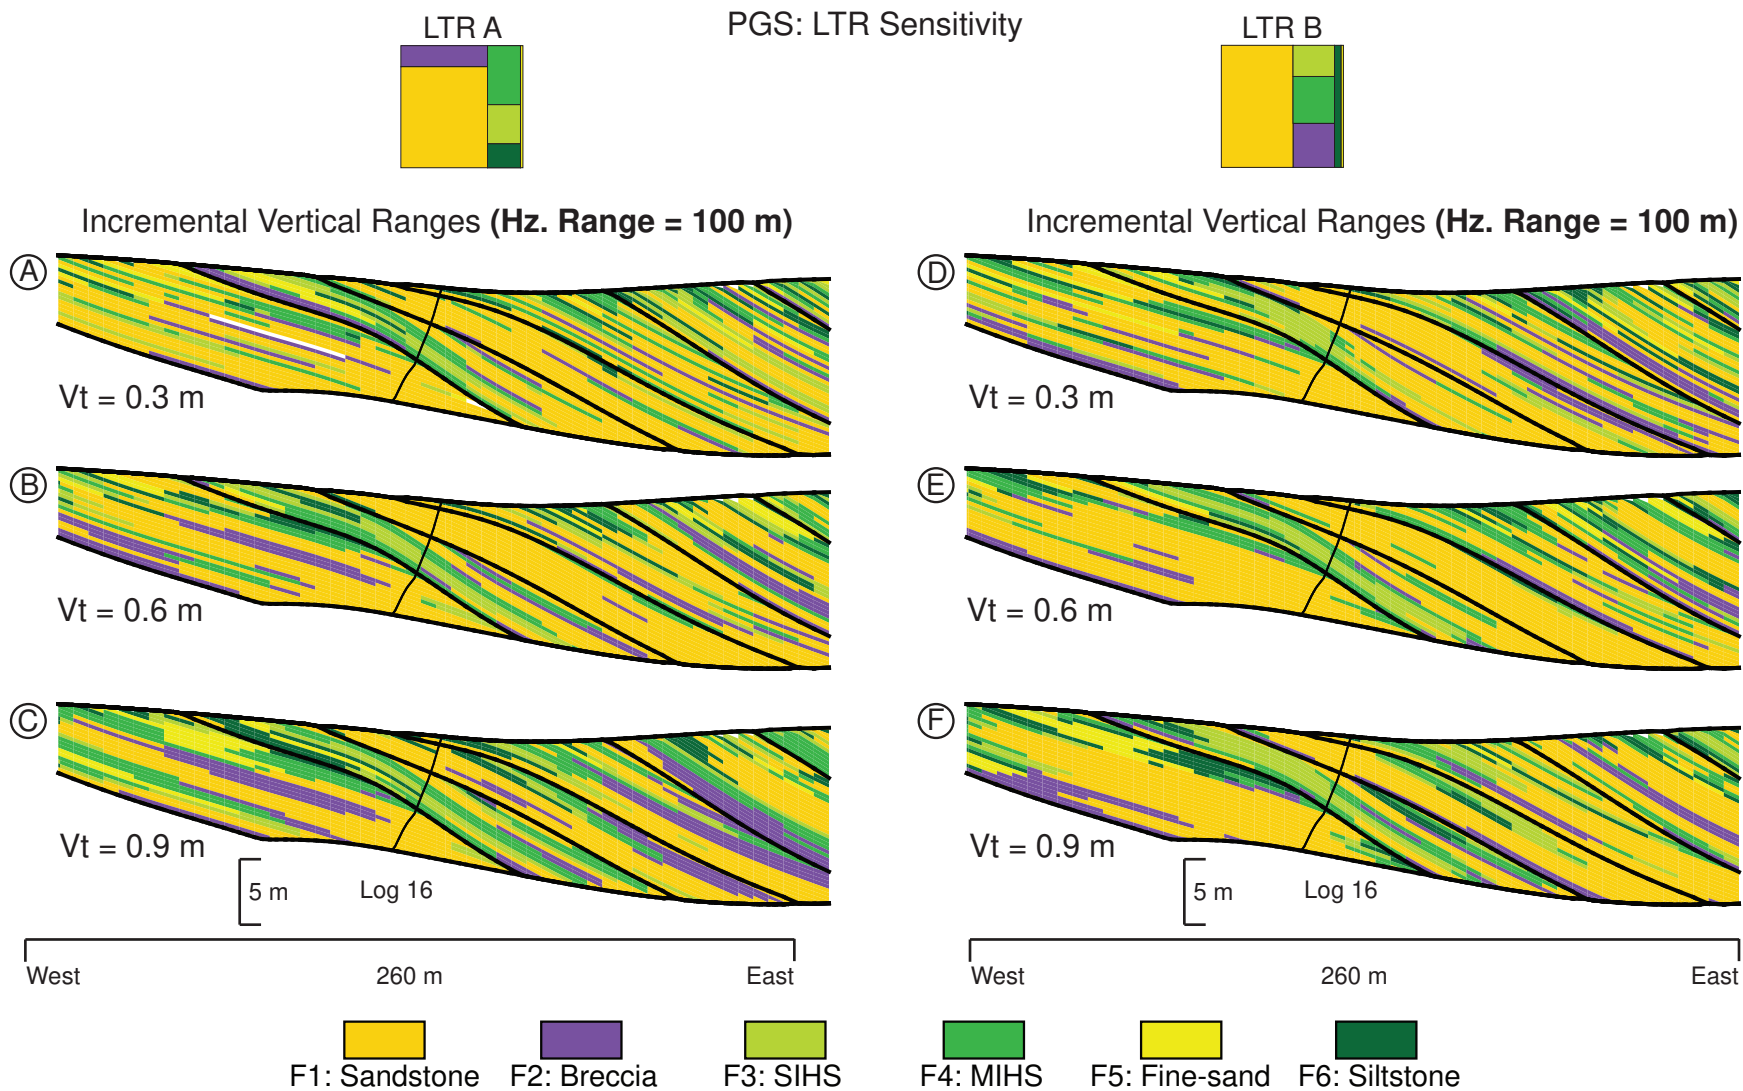 PGS: LTR Sensitivity
LTR A
LTR B
Incremental Vertical Ranges (Hz. Range = 100 m)
Incremental Vertical Ranges (Hz. Range = 100 m)
A
Vt = 0.3 m
D
Vt = 0.3 m
B
Vt = 0.6 m
E
Vt = 0.6 m
C
Vt = 0.9 m
F
Vt = 0.9 m
5 m
Log 16
5 m
Log 16
West 260 m East
West 260 m East
F1: Sandstone
F2: Breccia
F3: SIHS
F4: MIHS
F5: Fine-sand
F6: Siltstone